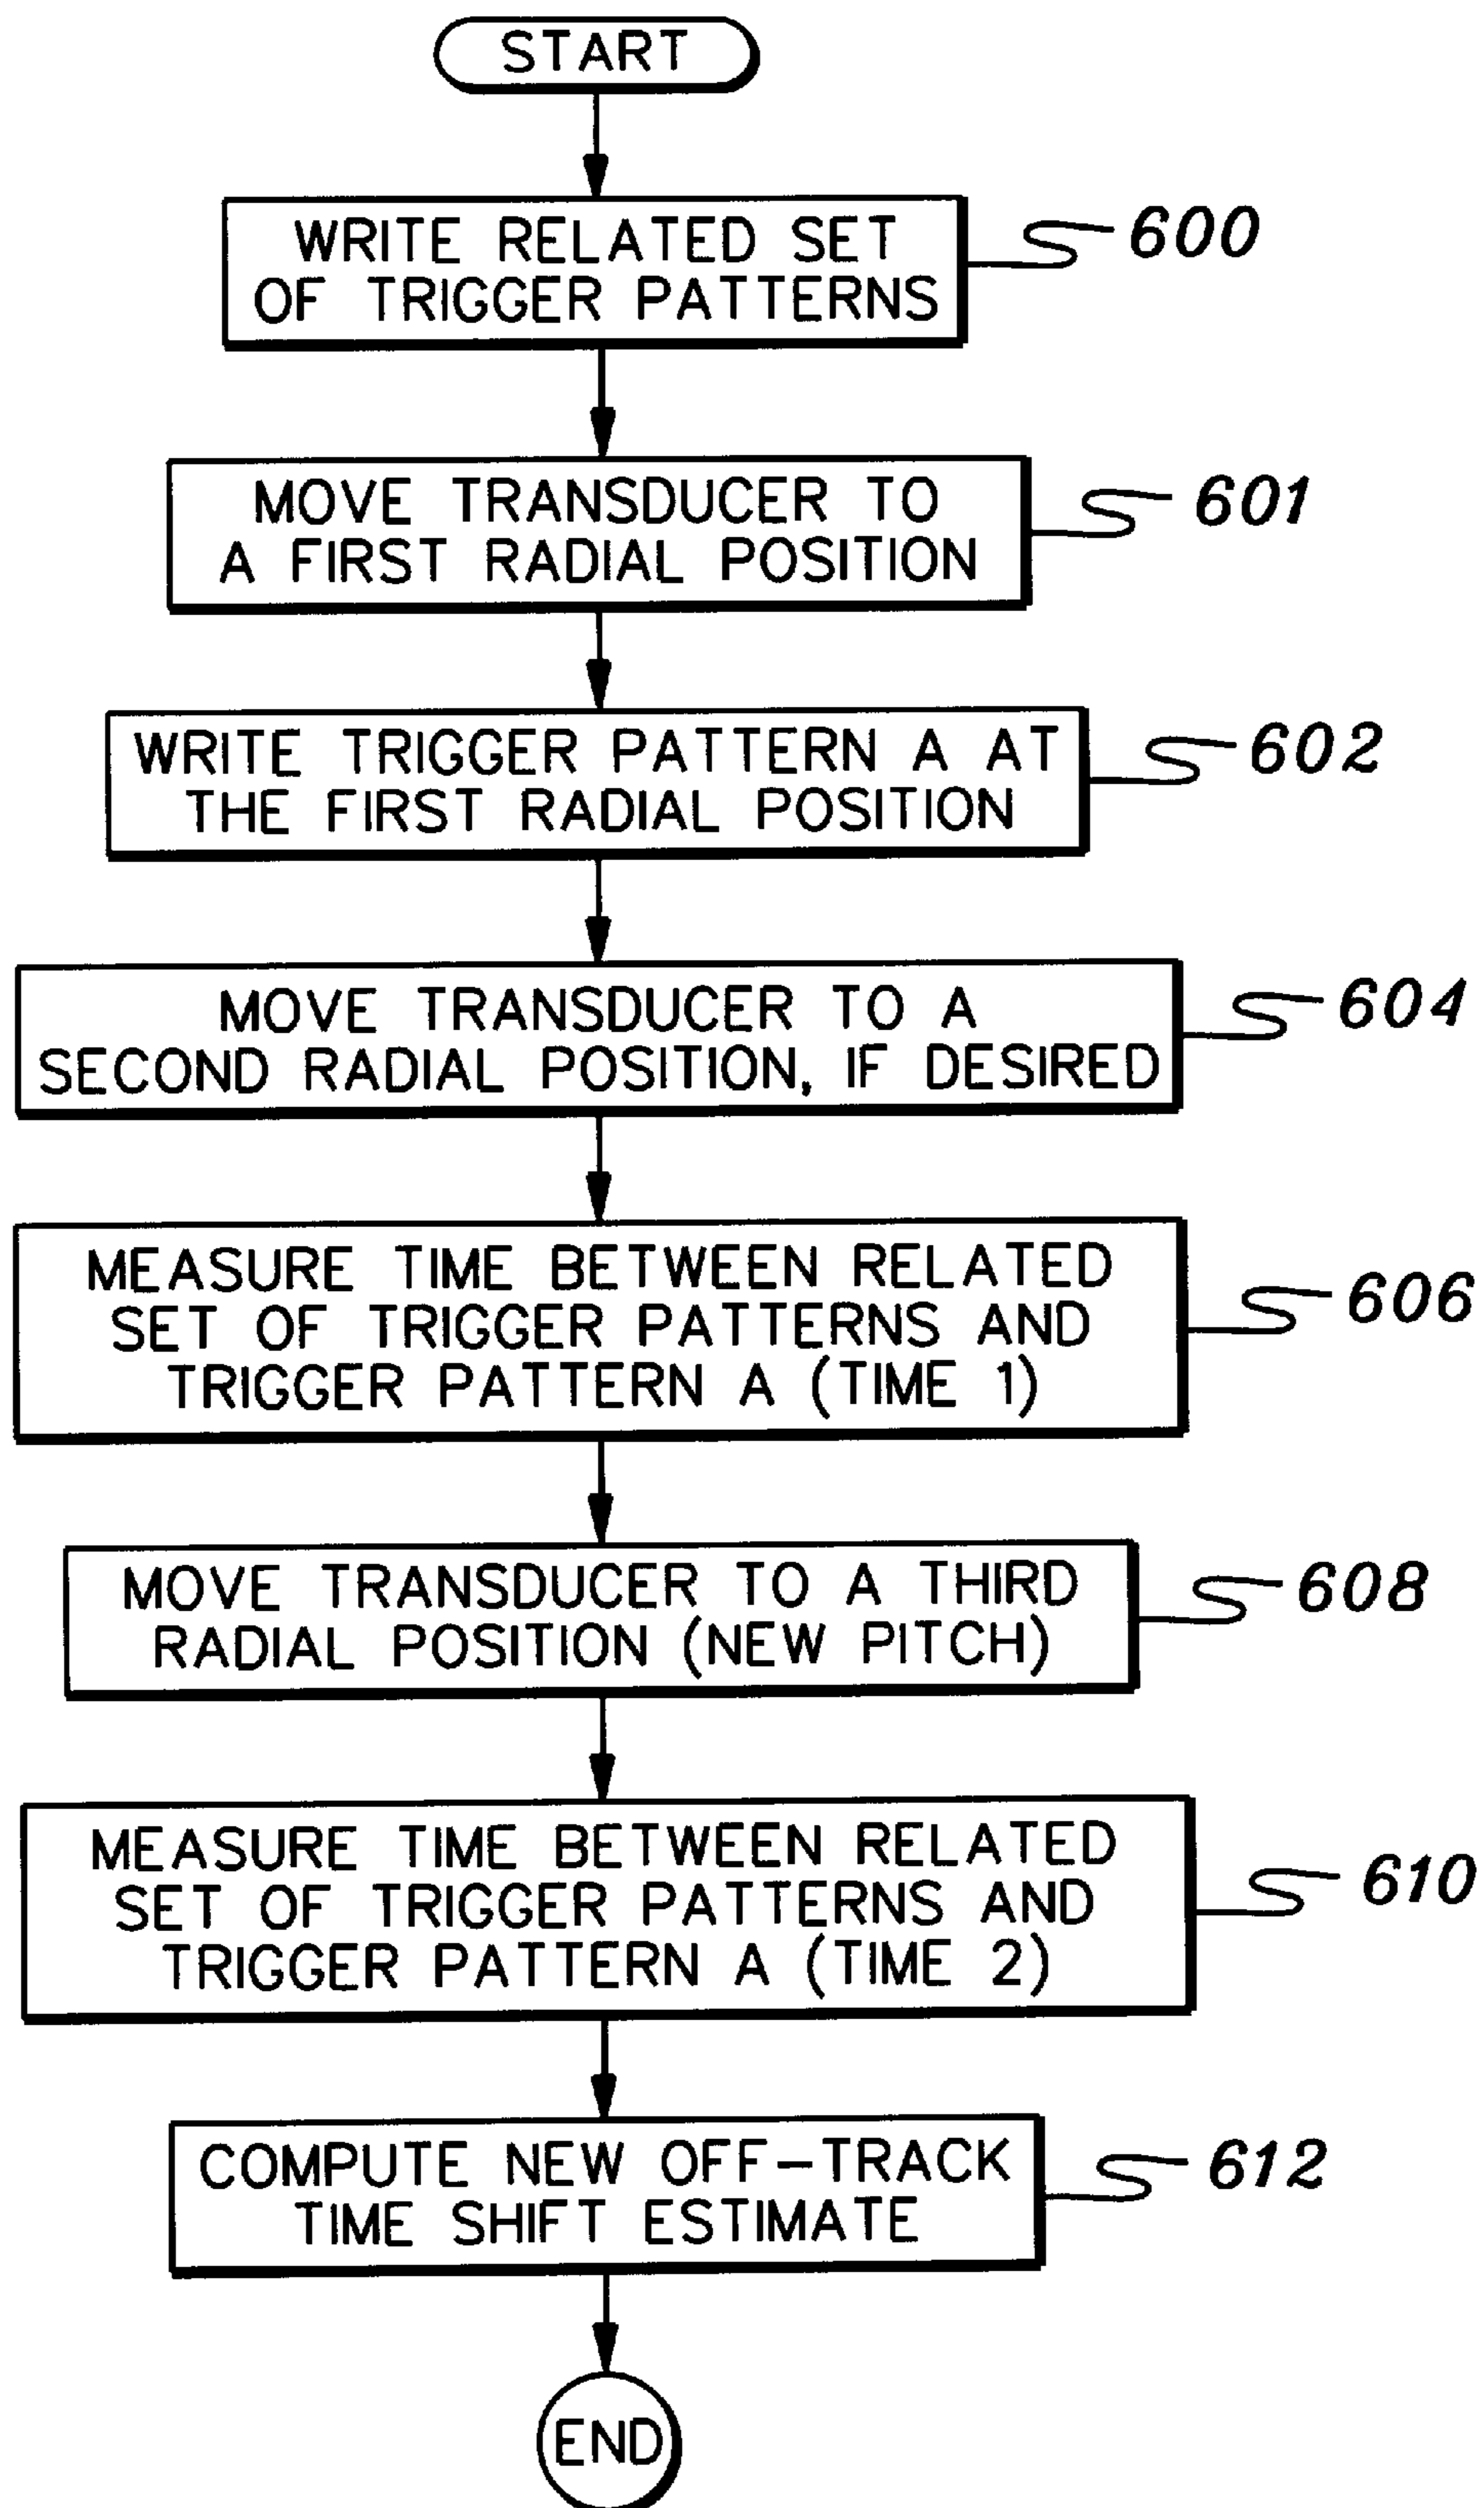 START
WRITE RELATED SET
OF TRIGGER PATTERNS
600
MOVE TRANSDUCER TO
A FIRST RADIAL POSITION
601
WRITE TRIGGER PATTERN A AT
THE FIRST RADIAL POSITION
602
MOVE TRANSDUCER TO A
SECOND RADIAL POSITION, IF DESIRED
604
MEASURE TIME BETWEEN RELATED
SET OF TRIGGER PATTERNS AND
TRIGGER PATTERN A (TIME 1)
606
MOVE TRANSDUCER TO A THIRD
RADIAL POSITION (NEW PITCH)
608
MEASURE TIME BETWEEN RELATED
SET OF TRIGGER PATTERNS AND
TRIGGER PATTERN A (TIME 2)
610
COMPUTE NEW OFF-TRACK
TIME SHIFT ESTIMATE
612
END